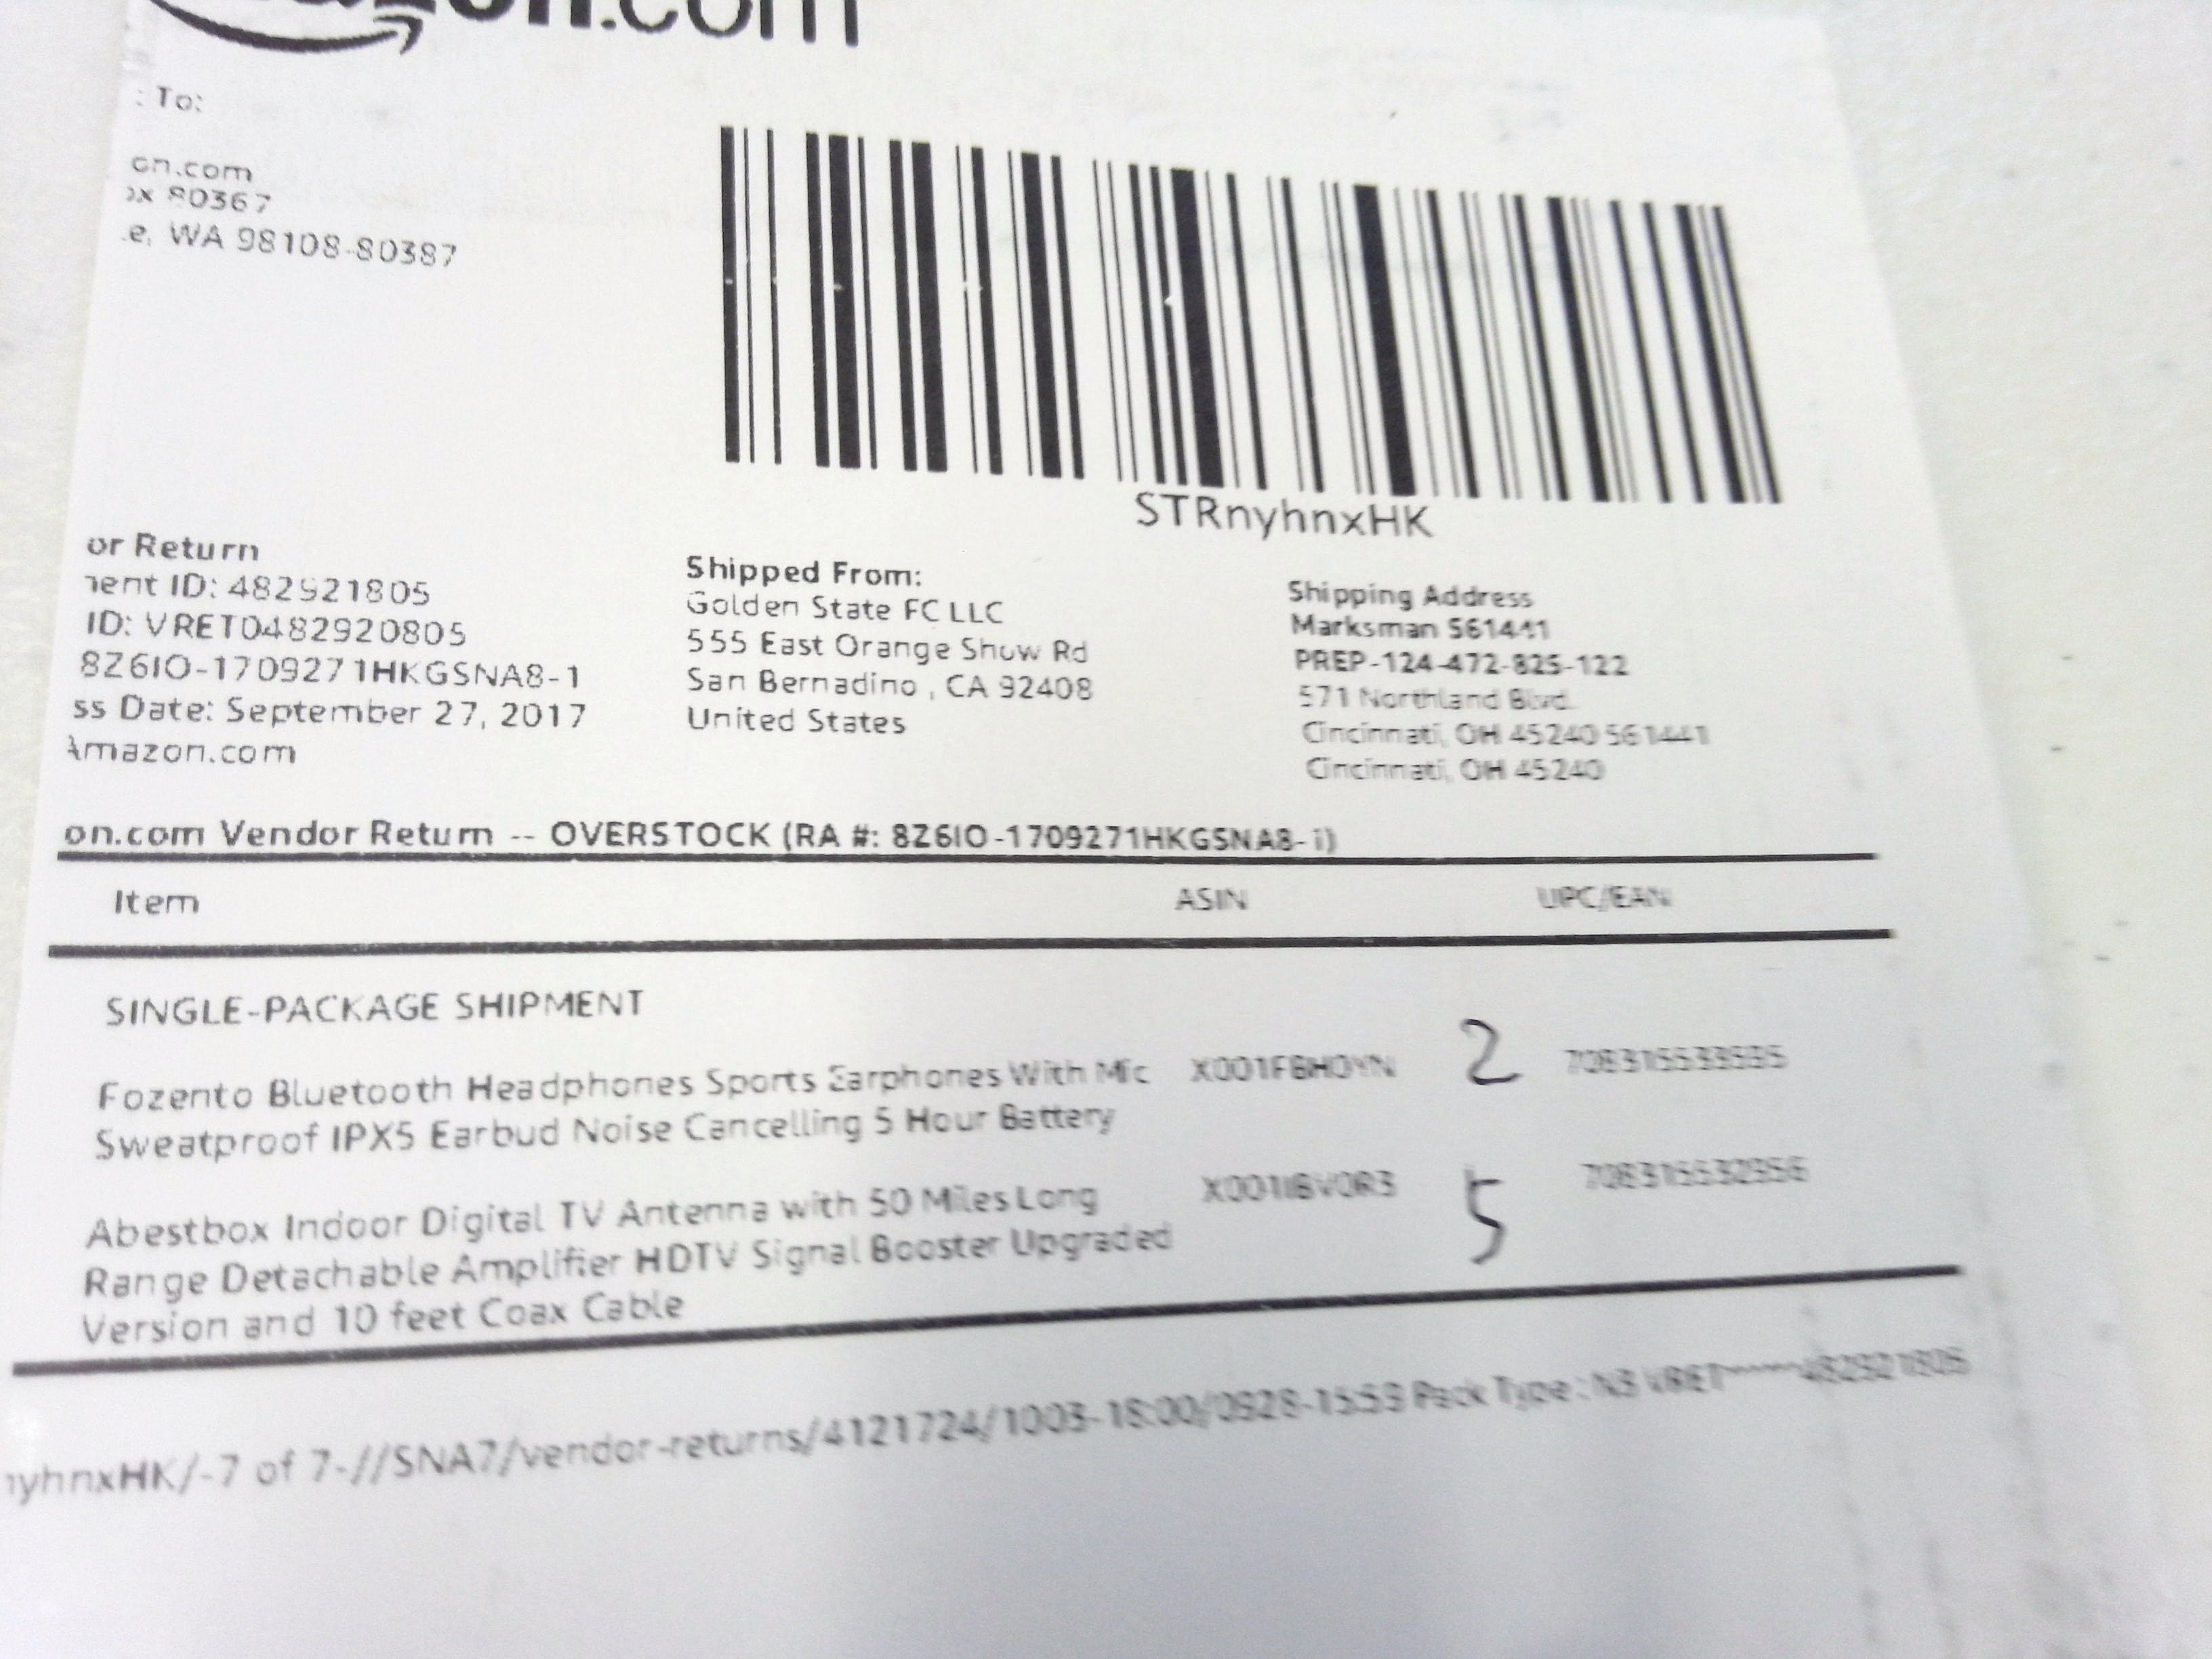 azon.com
: To:
on.com
ox 80367
e, WA 98108-80387
STRnyhnxHK
or Return
nent ID: 482921805
ID: VRET0482920805
8Z6IO-1709271HKGSNA8-1
ss Date: September 27, 2017
Amazon.com
Shipped From:
Golden State FC LLC
555 East Orange Show Rd
San Bernadino , CA 92408
United States
Shipping Address
Marksman 561441
PREP-124-472-825-122
571 Northland Blvd.
Cincinnati, OH 45240 561441
Cincinnati, OH 45240
on.com Vendor Return -- OVERSTOCK (RA #: 8Z6IO-1709271HKGSNA8-i)
Item ASIN UPC/EAN
SINGLE-PACKAGE SHIPMENT
Fozento Bluetooth Headphones Sports Earphones With Mic X001FBH0YN 2
Sweatproof IPX5 Earbud Noise Cancelling 5 Hour Battery
Abestbox Indoor Digital TV Antenna with 50 Miles Long 5
Range Detachable Amplifier HDTV Signal Booster Upgraded
Version and 10 feet Coax Cable
nyhnxHK/-7 of 7-//SNA7/vendor-returns/4121724/1003-18:00/0928-15:59 Pack Type : 482921805